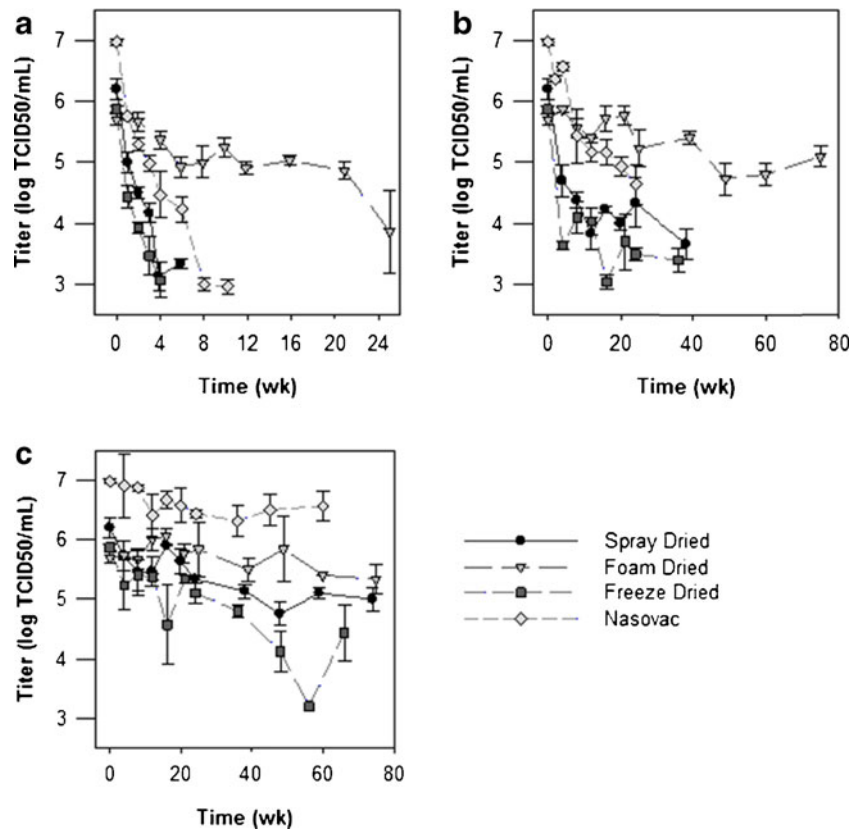 a
Titer (log TCID50/mL)
7
6
5
4
3
0 4 8 12 16 20 24
Time (wk)
b
Titer (log TCID50/mL)
7
6
5
4
3
0 20 40 60 80
Time (wk)
c
Titer (log TCID50/mL)
7
6
5
4
3
0 20 40 60 80
Time (wk)
Spray Dried
Foam Dried
Freeze Dried
Nasovac